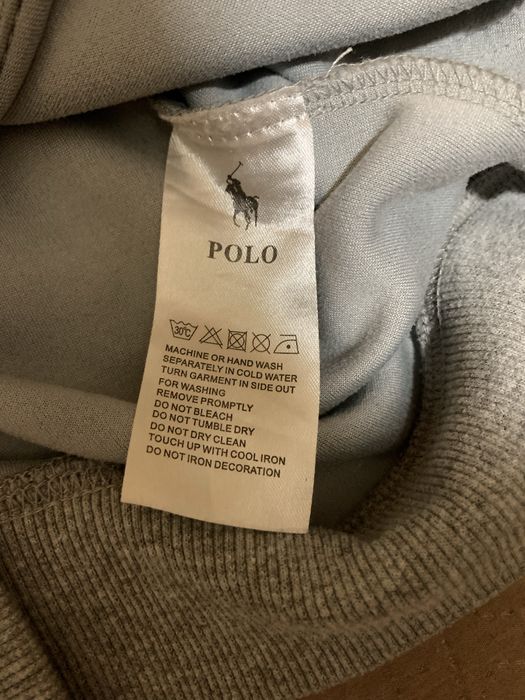 POLO
30°C
MACHINE OR HAND WASH
SEPARATELY IN COLD WATER
TURN GARMENT IN SIDE OUT
FOR WASHING
REMOVE PROMPTLY
DO NOT BLEACH
DO NOT TUMBLE DRY
DO NOT DRY CLEAN
TOUCH UP WITH COOL IRON
DO NOT IRON DECORATION